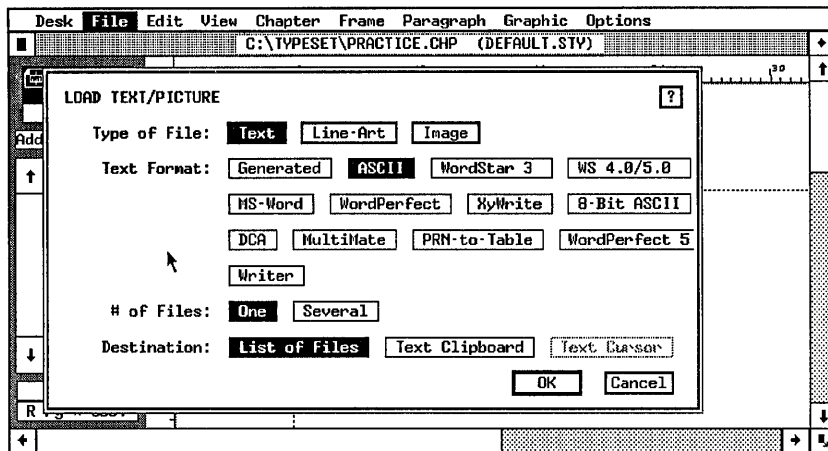 Desk File Edit View Chapter Frame Paragraph Graphic Options
C:\TYPESET\PRACTICE.CHP (DEFAULT.STY)
30
LOAD TEXT/PICTURE ?
Add
Type of File: Text Line-Art Image
Text Format: Generated ASCII WordStar 3 WS 4.0/5.0
MS-Word WordPerfect XyWrite 8-Bit ASCII
DCA MultiMate PRN-to-Table WordPerfect 5
Writer
# of Files: One Several
Destination: List of Files Text Clipboard Text Cursor
OK Cancel
R